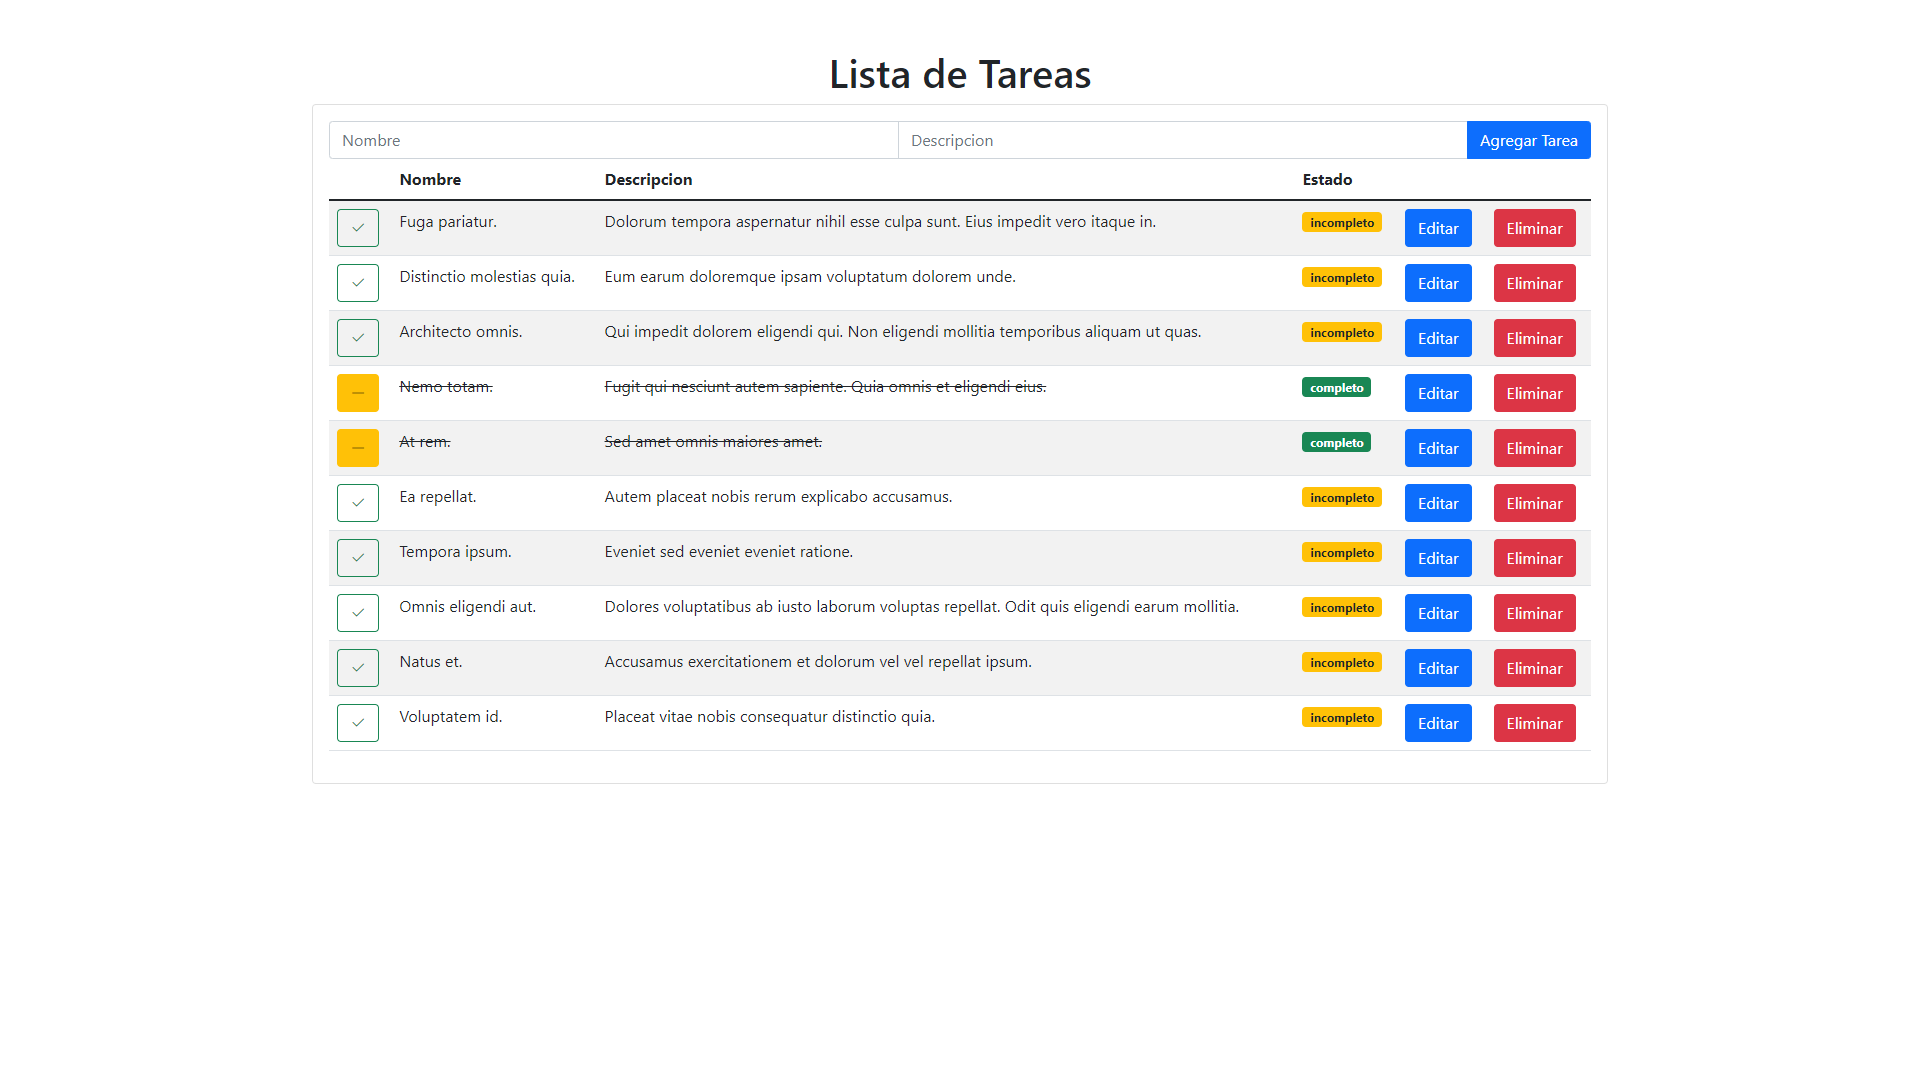 Lista de Tareas
Nombre Descripcion Agregar Tarea
Nombre Descripcion Estado
Fuga pariatur. Dolorum tempora aspernatur nihil esse culpa sunt. Eius impedit vero itaque in. incompleto Editar Eliminar
Distinctio molestias quia. Eum earum doloremque ipsam voluptatum dolorem unde. incompleto Editar Eliminar
Architecto omnis. Qui impedit dolorem eligendi qui. Non eligendi mollitia temporibus aliquam ut quas. incompleto Editar Eliminar
Nemo totam. Fugit qui nesciunt autem sapiente. Quia omnis et eligendi eius. completo Editar Eliminar
At rem. Sed amet omnis maiores amet. completo Editar Eliminar
Ea repellat. Autem placeat nobis rerum explicabo accusamus. incompleto Editar Eliminar
Tempora ipsum. Eveniet sed eveniet eveniet ratione. incompleto Editar Eliminar
Omnis eligendi aut. Dolores voluptatibus ab iusto laborum voluptas repellat. Odit quis eligendi earum mollitia. incompleto Editar Eliminar
Natus et. Accusamus exercitationem et dolorum vel vel repellat ipsum. incompleto Editar Eliminar
Voluptatem id. Placeat vitae nobis consequatur distinctio quia. incompleto Editar Eliminar